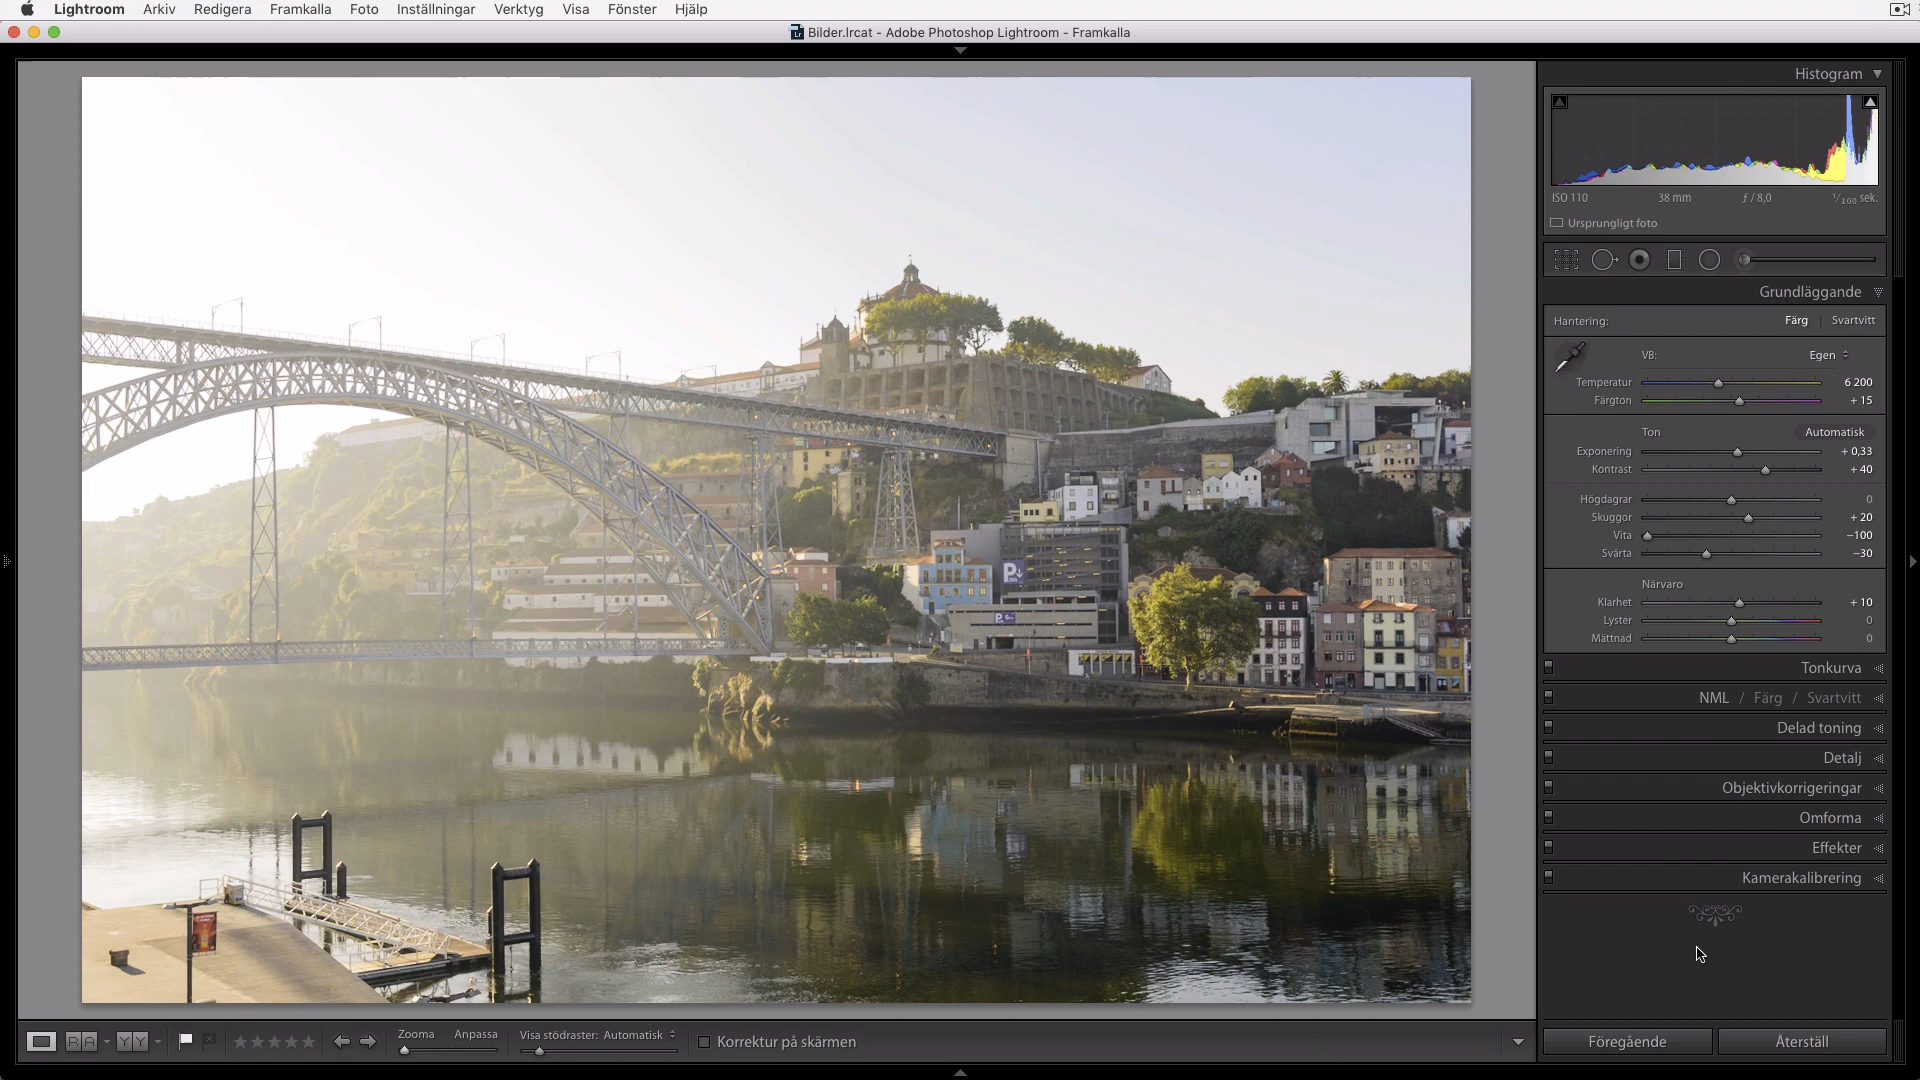 Lightroom Arkiv Redigera Framkalla Foto Inställningar Verktyg Visa Fönster Hjälp
Bilder.lrcat - Adobe Photoshop Lightroom - Framkalla
Histogram
ISO 110 38 mm ƒ / 8,0 1/100 sek.
Ursprungligt foto
Grundläggande
Hantering: Färg Svartvitt
VB: Egen
Temperatur 6 200
Färgton + 15
Ton Automatisk
Exponering + 0,33
Kontrast + 40
Högdagrar 0
Skuggor + 20
Vita −100
Svärta −30
Närvaro
Klarhet + 10
Lyster 0
Mättnad 0
Tonkurva
NML / Färg / Svartvitt
Delad toning
Detalj
Objektivkorrigeringar
Omforma
Effekter
Kamerakalibrering
P
P
R A Y Y Zooma Anpassa Visa stödraster: Automatisk Korrektur på skärmen
Föregående Återställ